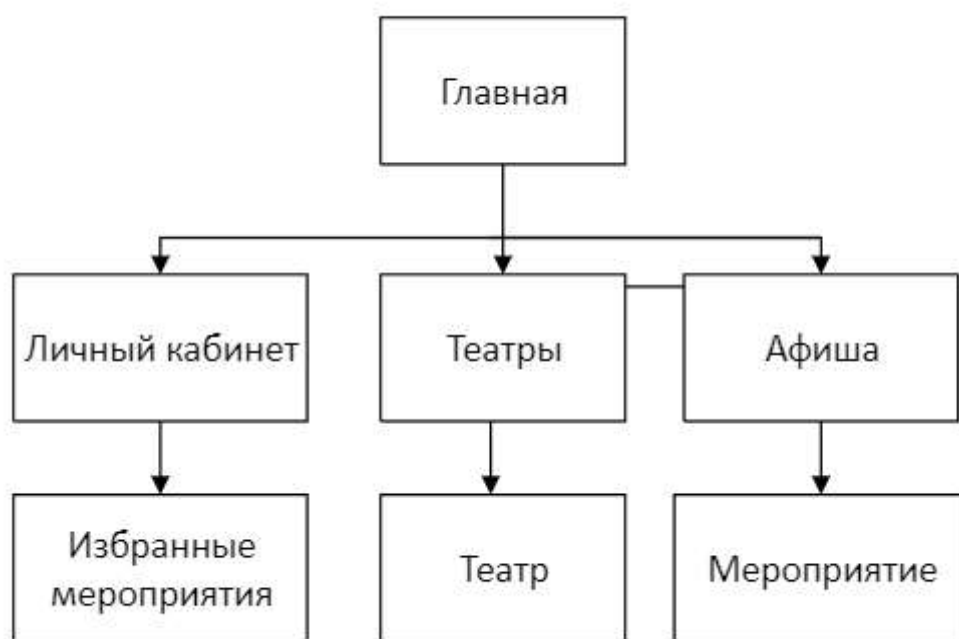 Главная
Личный кабинет
Театры
Афиша
Избранные
мероприятия
Театр
Мероприятие